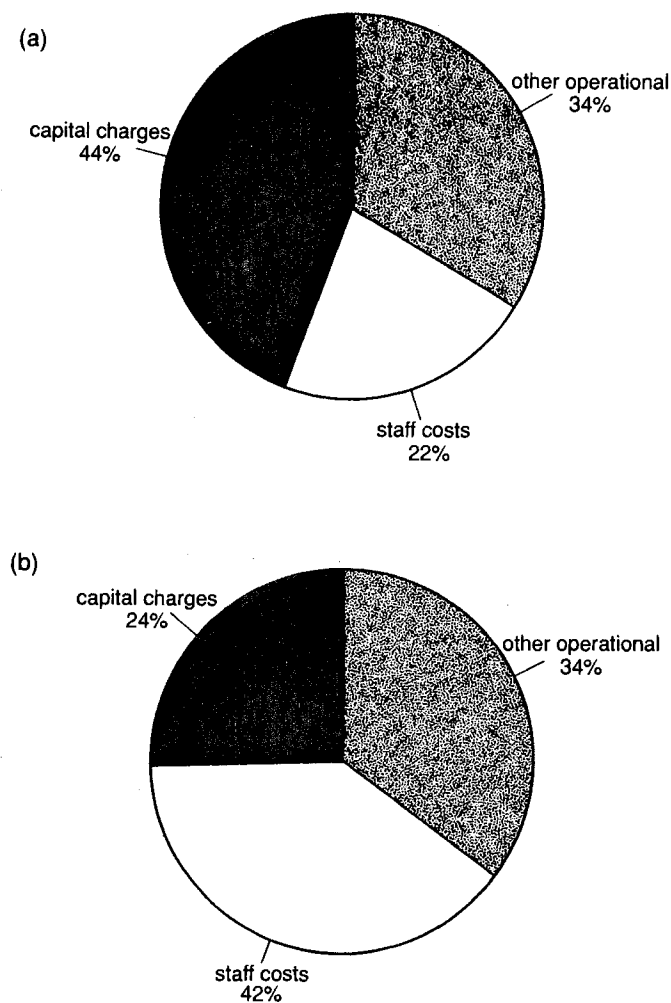 (a)
other operational
34%
capital charges
44%
staff costs
22%
(b)
capital charges
24%
other operational
34%
staff costs
42%